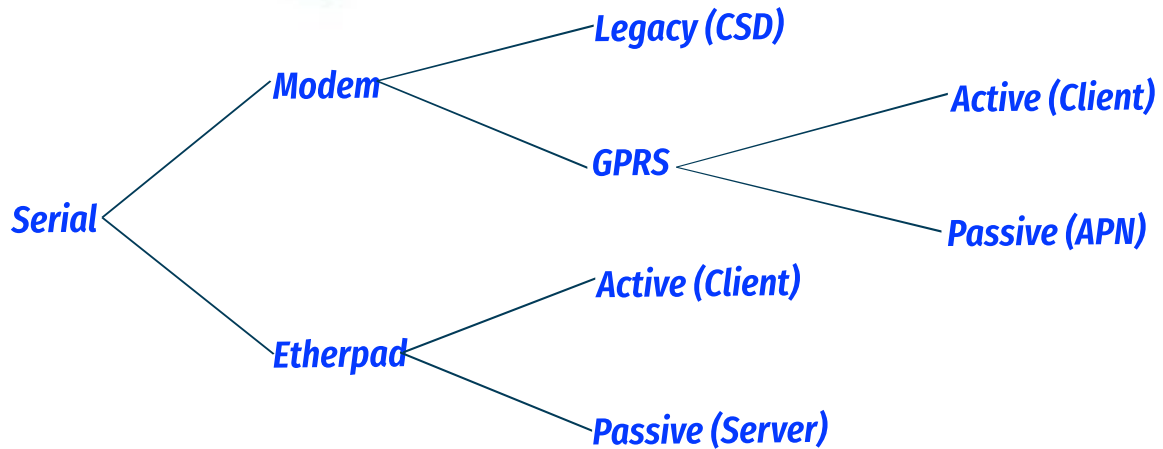 Legacy (CSD)
Modem
Active (Client)
GPRS
Serial
Passive (APN)
Active (Client)
Etherpad
Passive (Server)